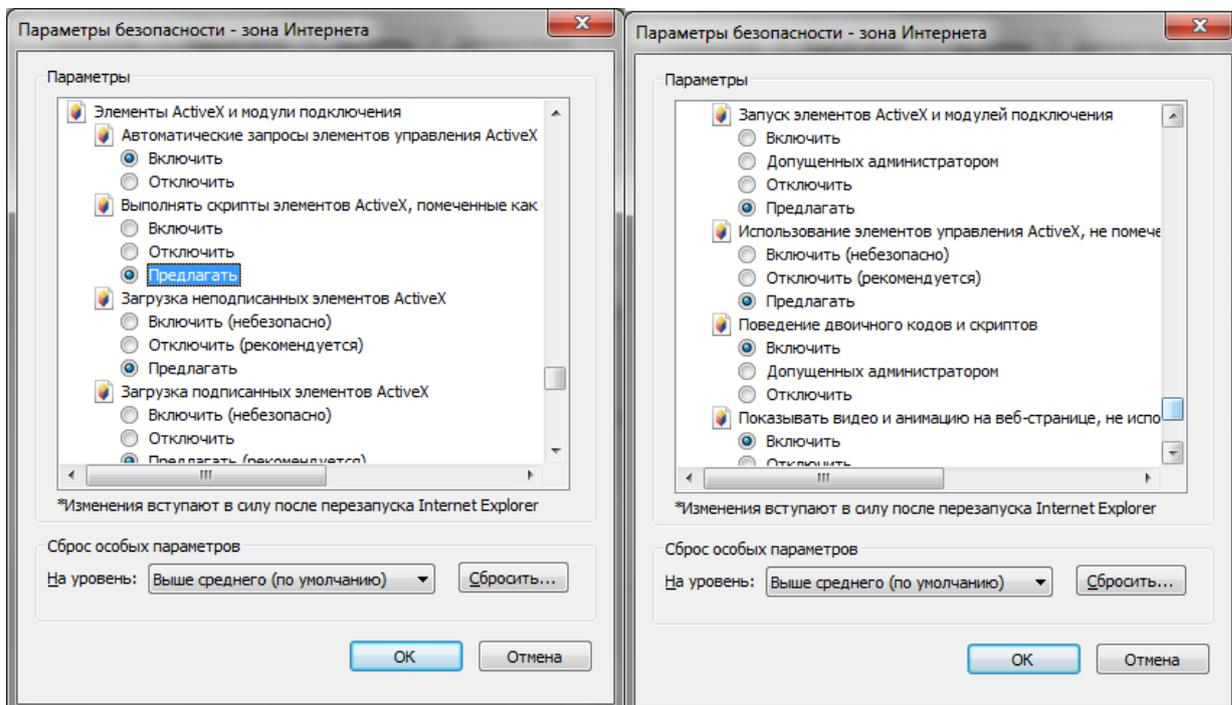 Параметры безопасности - зона Интернета
Параметры
Элементы ActiveX и модули подключения
Автоматические запросы элементов управления ActiveX
Включить
Отключить
Выполнять скрипты элементов ActiveX, помеченные как
Включить
Отключить
Предлагать
Загрузка неподписанных элементов ActiveX
Включить (небезопасно)
Отключить (рекомендуется)
Предлагать
Загрузка подписанных элементов ActiveX
Включить (небезопасно)
Отключить
Предлагать (рекомендуется)
*Изменения вступают в силу после перезапуска Internet Explorer
Сброс особых параметров
На уровень: Выше среднего (по умолчанию) Сбросить...
ОК Отмена
Параметры безопасности - зона Интернета
Параметры
Запуск элементов ActiveX и модулей подключения
Включить
Допущенных администратором
Отключить
Предлагать
Использование элементов управления ActiveX, не помече
Включить (небезопасно)
Отключить (рекомендуется)
Предлагать
Поведение двоичного кодов и скриптов
Включить
Допущенных администратором
Отключить
Показывать видео и анимацию на веб-странице, не испо
Включить
Отключить
*Изменения вступают в силу после перезапуска Internet Explorer
Сброс особых параметров
На уровень: Выше среднего (по умолчанию) Сбросить...
ОК Отмена